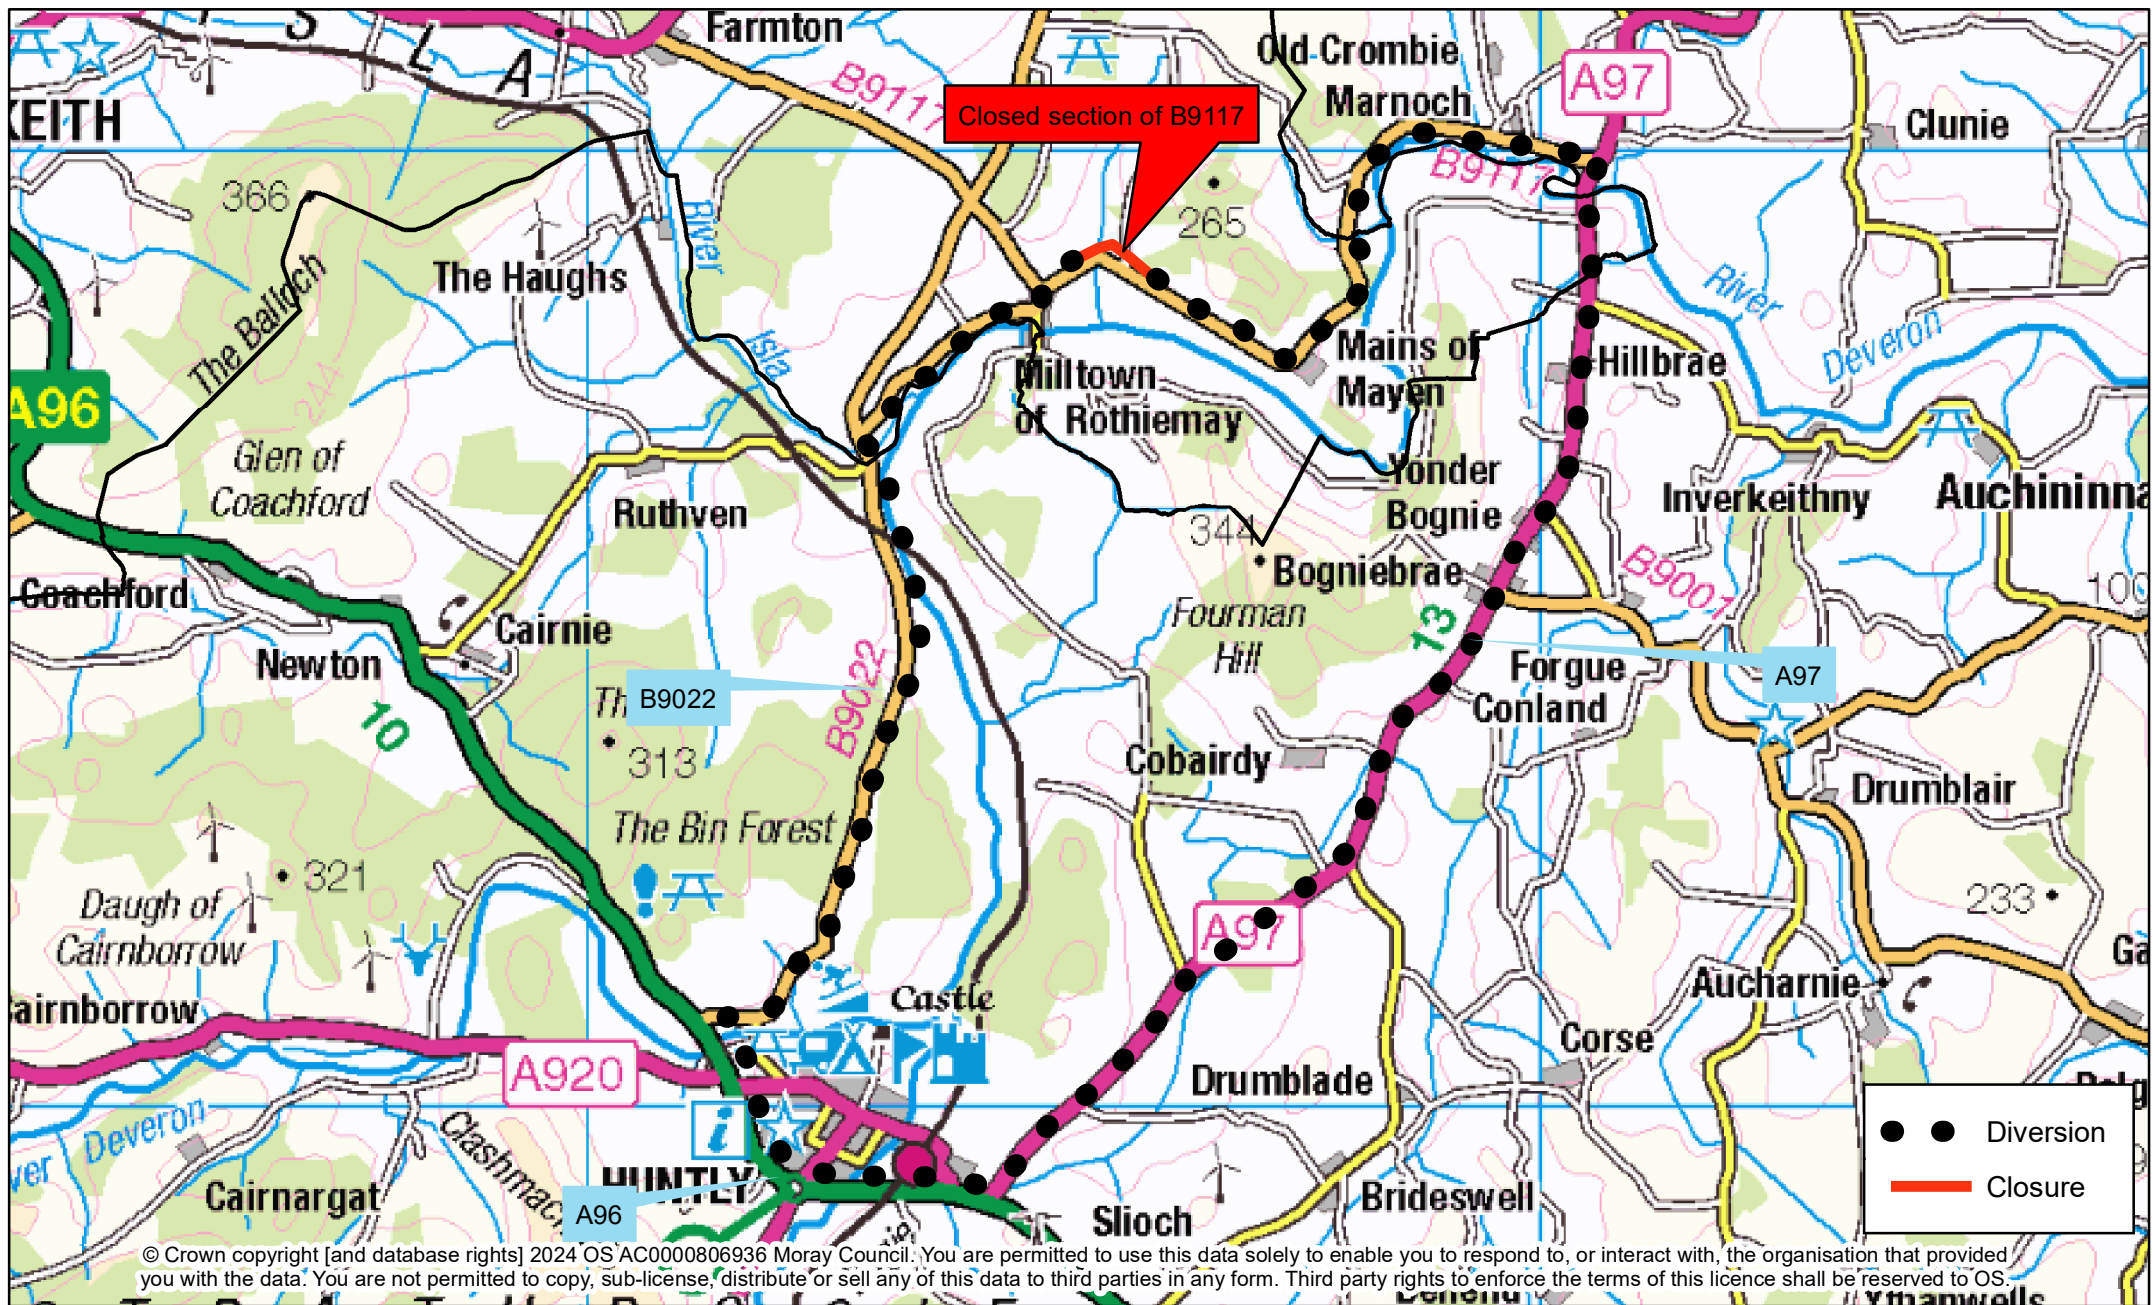 I S L A
Farmton
B9117
Old Crombie
Marnoch
A97
Clunie
KEITH
Closed section of B9117
366
265
B9117
River
Isla
The Haughs
The Balloch
244
River
Deveron
A96
Milltown
of Rothiemay
Mains of
Mayen
Hillbrae
Glen of
Coachford
Ruthven
Yonder
Bognie
344
Inverkeithny
Bogniebrae
B9001
100
Coachford
Cairnie
Newton
Fourman
Hill
13
Forgue
A97
Conland
B9022
B9022
10
313
Cobairdy
Drumblair
The Bin Forest
321
Daugh of
Cairnborrow
A97
233
Castle
Aucharnie
Corse
A920
Drumblade
Deveron
i
HUNTLY
Cairnargat
A96
Slioch
Brideswell
Diversion
Closure
© Crown copyright [and database rights] 2024 OS AC0000806936 Moray Council. You are permitted to use this data solely to enable you to respond to, or interact with, the organisation that provided
you with the data. You are not permitted to copy, sub-license, distribute or sell any of this data to third parties in any form. Third party rights to enforce the terms of this licence shall be reserved to OS.